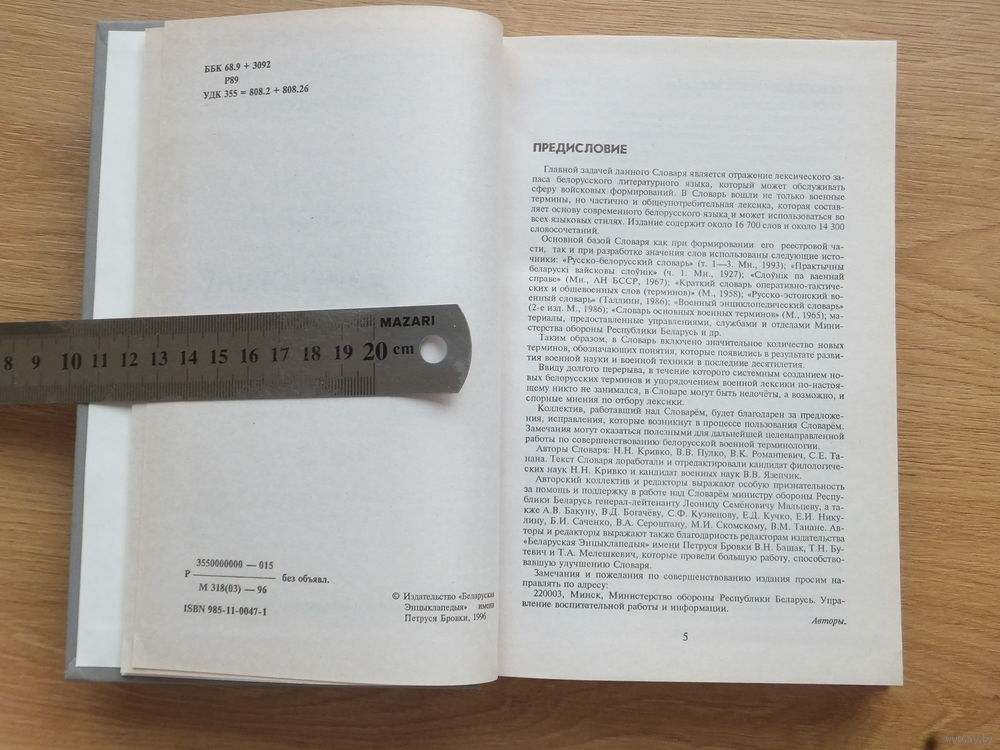 ББК 68.9 + 3092
Р89
УДК 355 = 808.2 + 808.26
MAZARI
8 9 10 11 12 13 14 15 16 17 18 19 20 cm
Р 3550000000 — 015
М 318(03) — 96
без объявл.
ISBN 985-11-0047-1
© Издательство «Беларуская
Энцыклапедыя» имени
Петруся Бровки, 1996
ПРЕДИСЛОВИЕ
Главной задачей данного Словаря является отражение лексического за-
паса белорусского литературного языка, который может обслуживать
сферу войсковых формирований. В Словарь вошли не только военные
термины, но частично и общеупотребительная лексика, которая состав-
ляет основу современного белорусского языка и может использоваться во
всех языковых стилях. Издание содержит около 16 700 слов и около 14 300
словосочетаний.
Основной базой Словаря как при формировании его реестровой ча-
сти, так и при разработке значения слов использованы следующие исто-
чники: «Русско-белорусский словарь» (т. 1—3. Мн., 1993); «Практычны
беларускі вайсковы слоўнік» (ч. 1. Мн., 1927); «Слоўнік па ваеннай
справе» (Мн., АН БССР, 1967); «Краткий словарь оперативно-тактиче-
ских и общевоенных слов (терминов)» (М., 1958); «Русско-эстонский во-
енный словарь» (Таллинн, 1986); «Военный энциклопедический словарь»
(2-е изд. М., 1986); «Словарь основных военных терминов» (М., 1965); ма-
териалы, предоставленные управлениями, службами и отделами Мини-
стерства обороны Республики Беларусь и др.
Таким образом, в Словарь включено значительное количество новых
терминов, обозначающих понятия, которые появились в результате разви-
тия военной науки и военной техники в последние десятилетия.
Ввиду долгого перерыва, в течение которого системным созданием но-
вых белорусских терминов и упорядочением военной лексики по-настоя-
щему никто не занимался, в Словаре могут быть недочёты, а возможно, и
спорные мнения по отбору лексики.
Коллектив, работавший над Словарём, будет благодарен за предложе-
ния, исправления, которые возникнут в процессе пользования Словарём.
Замечания могут оказаться полезными для дальнейшей целенаправленной
работы по совершенствованию белорусской военной терминологии.
Авторы Словаря: Н.Н. Кривко, В.В. Пулко, В.К. Романцевич, С.Е. Та-
нана. Текст Словаря доработали и отредактировали кандидат филологиче-
ских наук Н.Н. Кривко и кандидат военных наук В.В. Язепчик.
Авторский коллектив и редакторы выражают особую признательность
за помощь и поддержку в работе над Словарём министру обороны Респу-
блики Беларусь генерал-лейтенанту Леониду Семёновичу Мальцеву, а та-
кже А.В. Бакуну, В.Д. Богачёву, С.Ф. Кузнецову, Е.Д. Кучко, Е.И. Нику-
лину, Б.И. Саченко, В.А. Сероштану, М.И. Скомскому, В.М. Танане. Ав-
торы и редакторы выражают также благодарность редакторам издательства
«Беларуская Энцыклапедыя» имени Петруся Бровки В.Н. Башак, Т.Н. Бу-
тевич и Т.А. Мелешкевич, которые провели большую работу, способство-
вавшую улучшению Словаря.
Замечания и пожелания по совершенствованию издания просим на-
правлять по адресу:
220003, Минск, Министерство обороны Республики Беларусь. Упра-
вление воспитательной работы и информации.
Авторы.
5